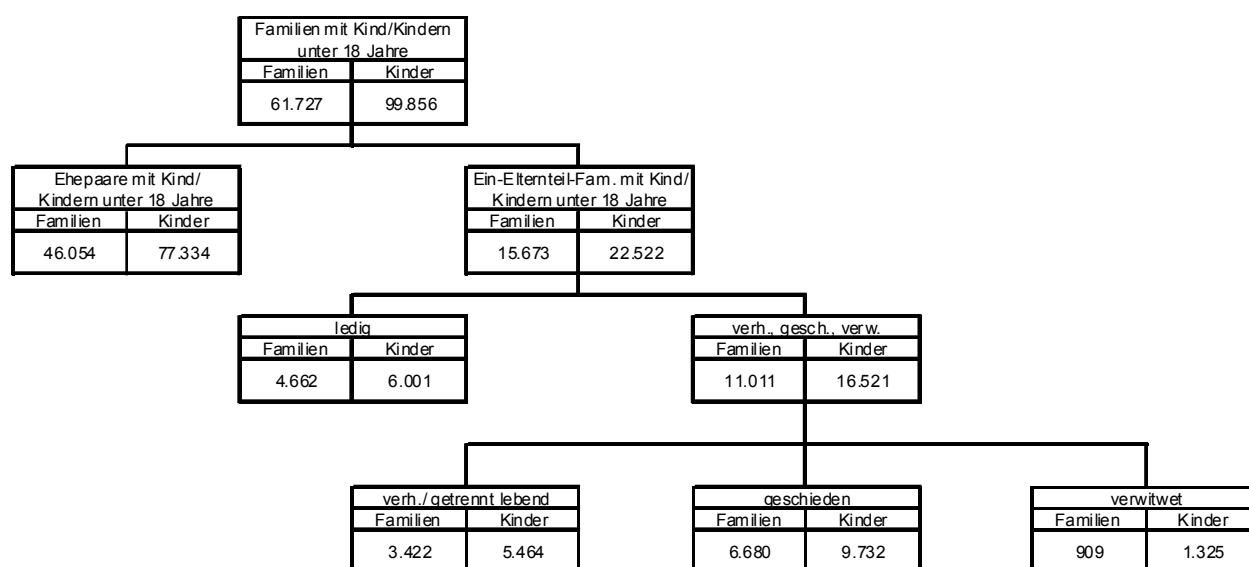 Familien mit Kind/Kindern
unter 18 Jahre
Familien Kinder
61.727 99.856
Ehepaare mit Kind/
Kindern unter 18 Jahre
Familien Kinder
46.054 77.334
Ein-Elternteil-Fam. mit Kind/
Kindern unter 18 Jahre
Familien Kinder
15.673 22.522
ledig
Familien Kinder
4.662 6.001
verh., gesch., verw.
Familien Kinder
11.011 16.521
verh./ getrennt lebend
Familien Kinder
3.422 5.464
geschieden
Familien Kinder
6.680 9.732
verwitwet
Familien Kinder
909 1.325